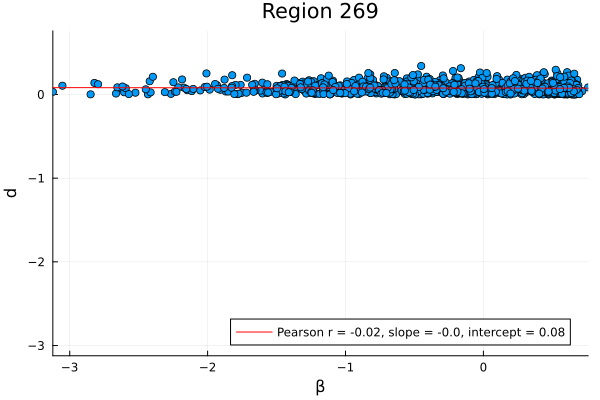 Region 269
d
0
−1
−2
−3
Pearson r = -0.02, slope = -0.0, intercept = 0.08
−3
−2
−1
0
β